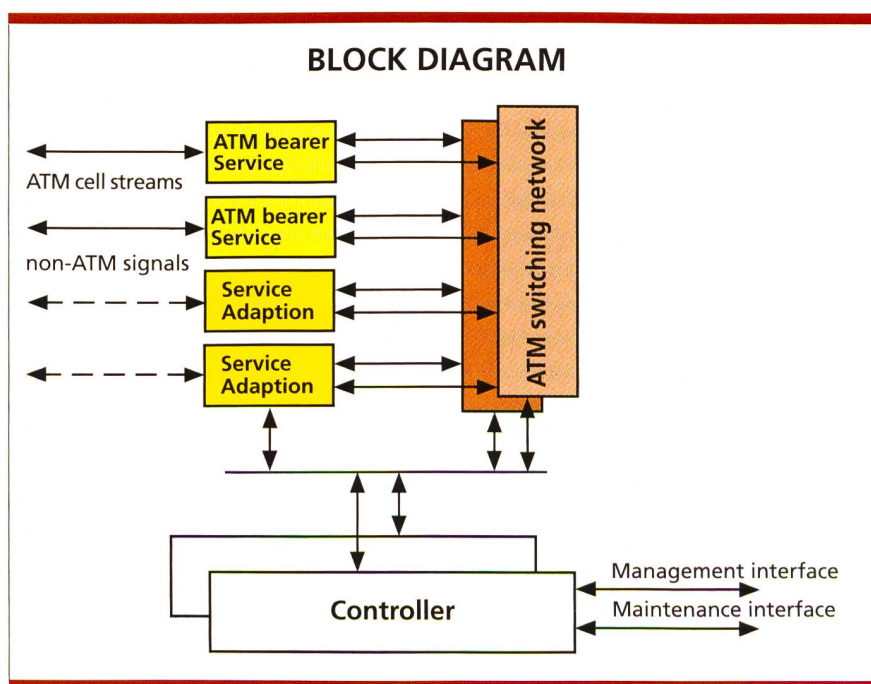 BLOCK DIAGRAM
ATM bearer
Service
ATM cell streams
ATM bearer
Service
non-ATM signals
Service
Adaption
Service
Adaption
ATM switching network
Controller
Management interface
Maintenance interface